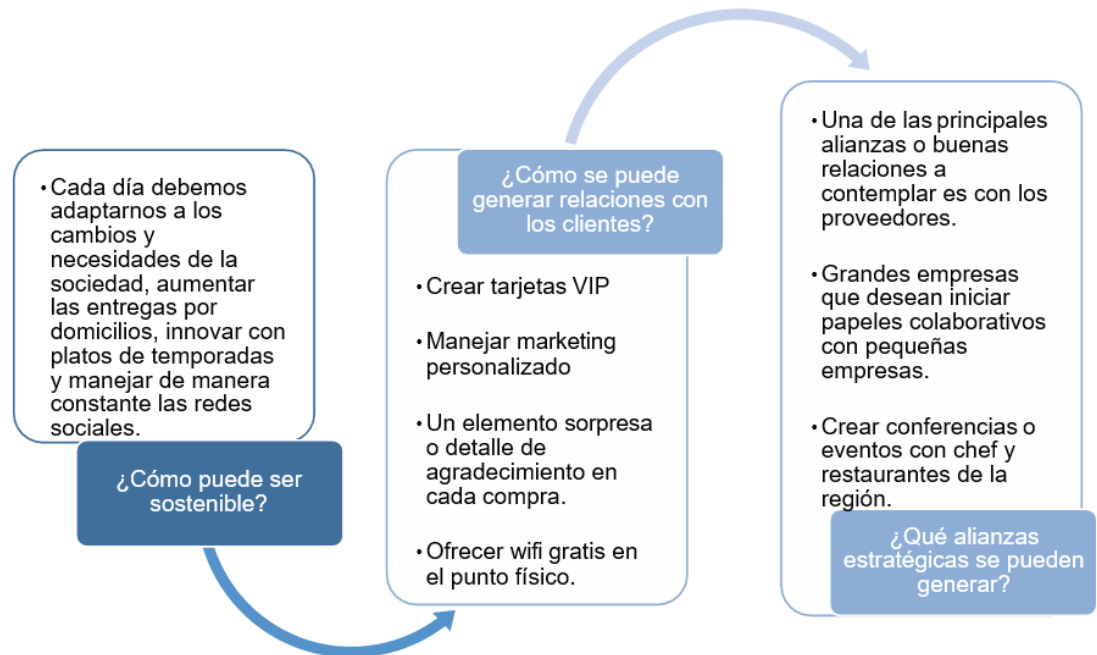 • Cada día debemos
adaptarnos a los
cambios y
necesidades de la
sociedad, aumentar
las entregas por
domicilios, innovar con
platos de temporadas
y manejar de manera
constante las redes
sociales.
¿Cómo puede ser
sostenible?
¿Cómo se puede
generar relaciones con
los clientes?
• Crear tarjetas VIP
• Manejar marketing
personalizado
• Un elemento sorpresa
o detalle de
agradecimiento en
cada compra.
• Ofrecer wifi gratis en
el punto físico.
• Una de las principales
alianzas o buenas
relaciones a
contemplar es con los
proveedores.
• Grandes empresas
que desean iniciar
papeles colaborativos
con pequeñas
empresas.
• Crear conferencias o
eventos con chef y
restaurantes de la
región.
¿Qué alianzas
estratégicas se pueden
generar?